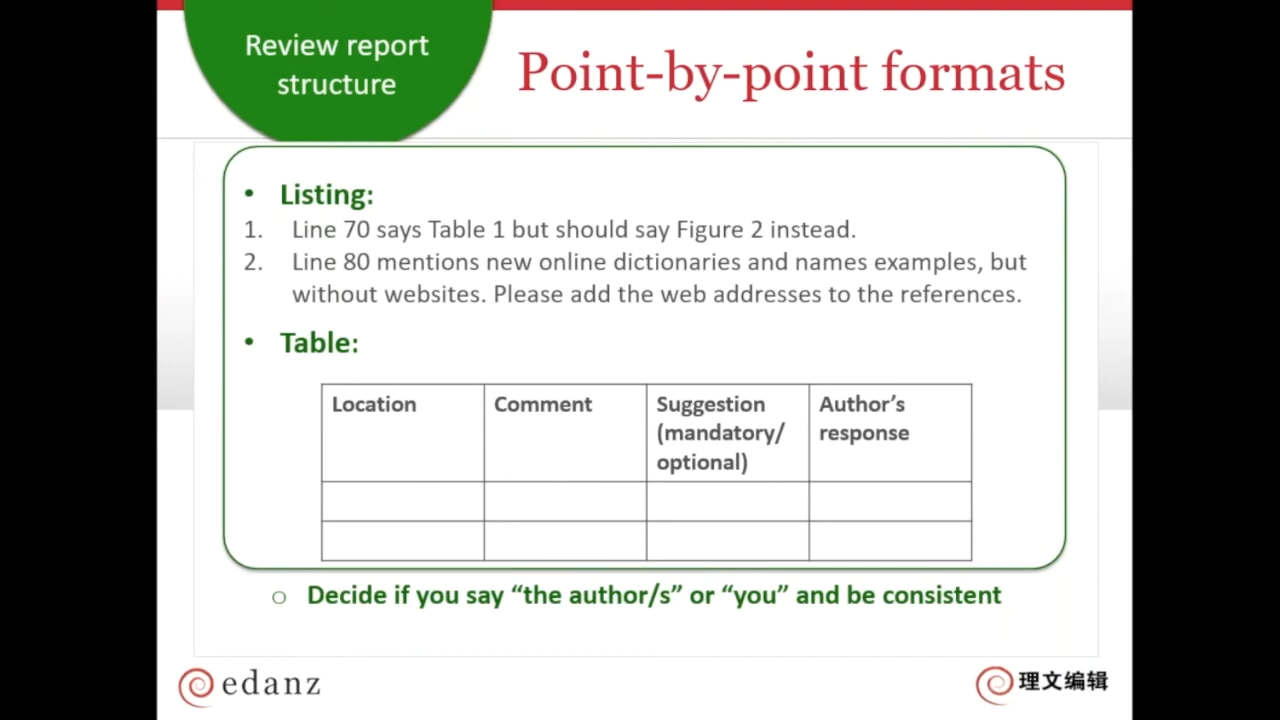 Review report
structure
Point-by-point formats
• Listing:
1. Line 70 says Table 1 but should say Figure 2 instead.
2. Line 80 mentions new online dictionaries and names examples, but
without websites. Please add the web addresses to the references.
• Table:
Location Comment Suggestion Author’s
(mandatory/ response
optional)
o Decide if you say “the author/s” or “you” and be consistent
edanz
理文编辑